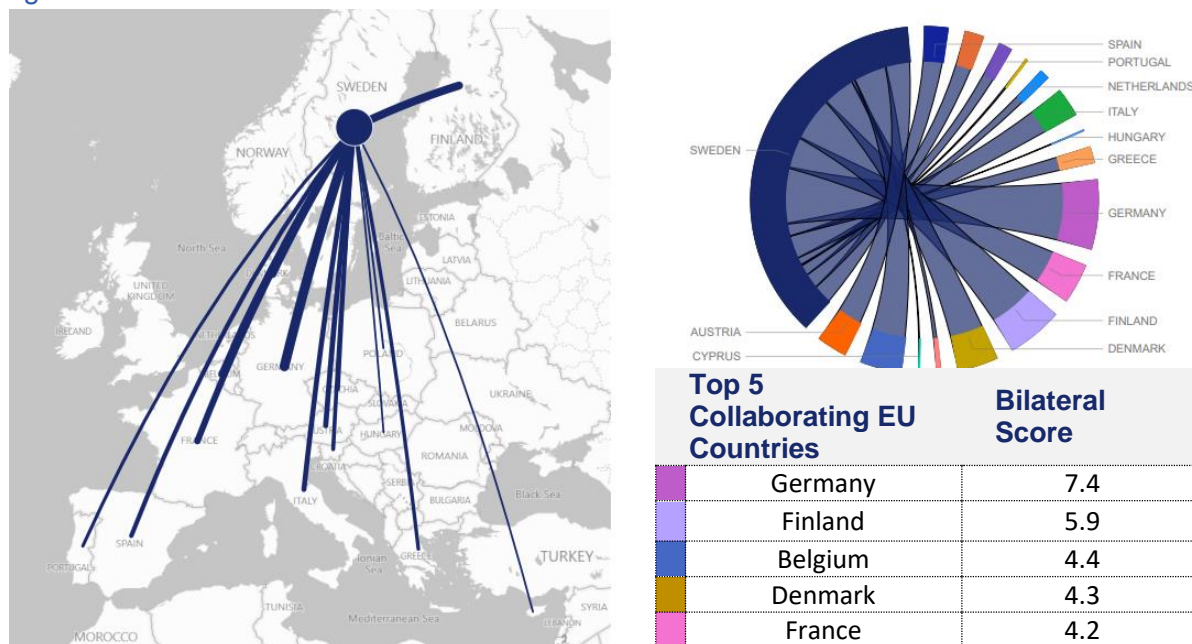 SWEDEN
FINLAND
NORWAY
ESTONIA
Baltic
Sea
North Sea
LATVIA
LITHUANIA
UNITED
KINGDOM
IRELAND
BELARUS
POLAND
GERMANY
UKRAINE
SLOVAKIA
MOLDOVA
FRANCE
HUNGARY
CROATIA
ROMANIA
ITALY
BULGARIA
Black Sea
PORTUGAL
SPAIN
GREECE
Ionian
Sea
TURKEY
TUNISIA
Mediterranean Sea
SYRIA
LEBANON
MOROCCO
SPAIN
PORTUGAL
NETHERLANDS
ITALY
HUNGARY
GREECE
SWEDEN
GERMANY
FRANCE
FINLAND
DENMARK
AUSTRIA
CYPRUS
Top 5
Collaborating EU
Countries
Bilateral
Score
Germany 7.4
Finland 5.9
Belgium 4.4
Denmark 4.3
France 4.2